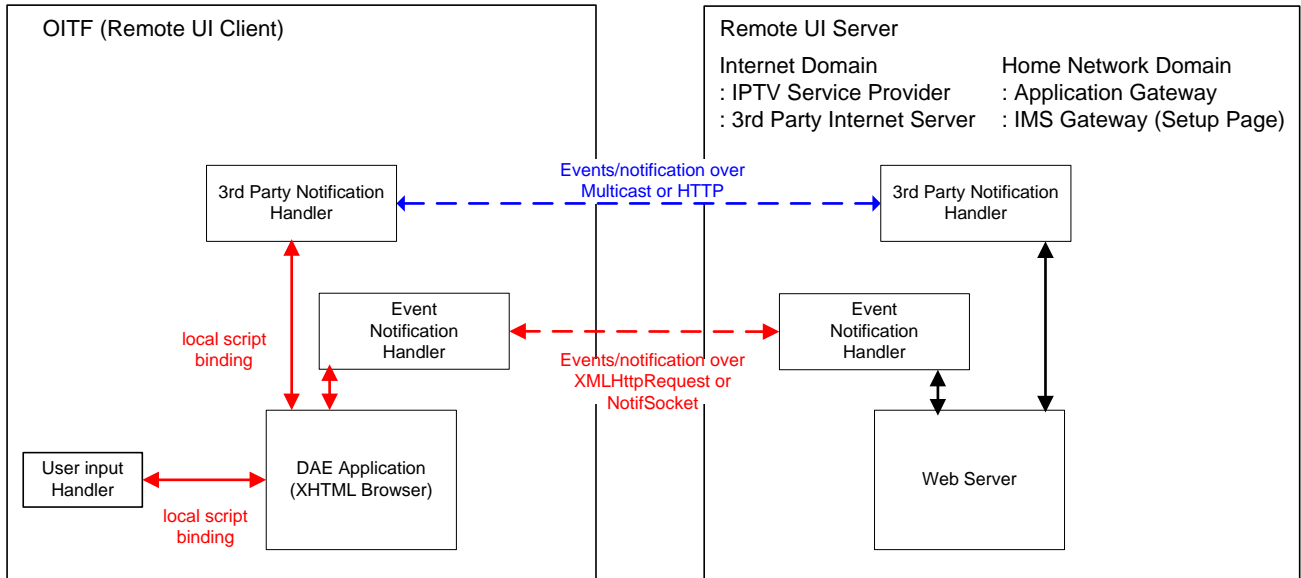 OITF (Remote UI Client)
Remote UI Server
Internet Domain
: IPTV Service Provider
: 3rd Party Internet Server
Home Network Domain
: Application Gateway
: IMS Gateway (Setup Page)
3rd Party Notification
Handler
Events/notification over
Multicast or HTTP
3rd Party Notification
Handler
local script
binding
Event
Notification
Handler
Events/notification over
XMLHttpRequest or
NotifSocket
Event
Notification
Handler
User input
Handler
local script
binding
DAE Application
(XHTML Browser)
Web Server